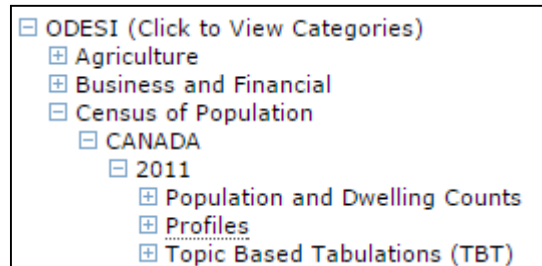 ODESI (Click to View Categories)
Agriculture
Business and Financial
Census of Population
CANADA
2011
Population and Dwelling Counts
Profiles
Topic Based Tabulations (TBT)